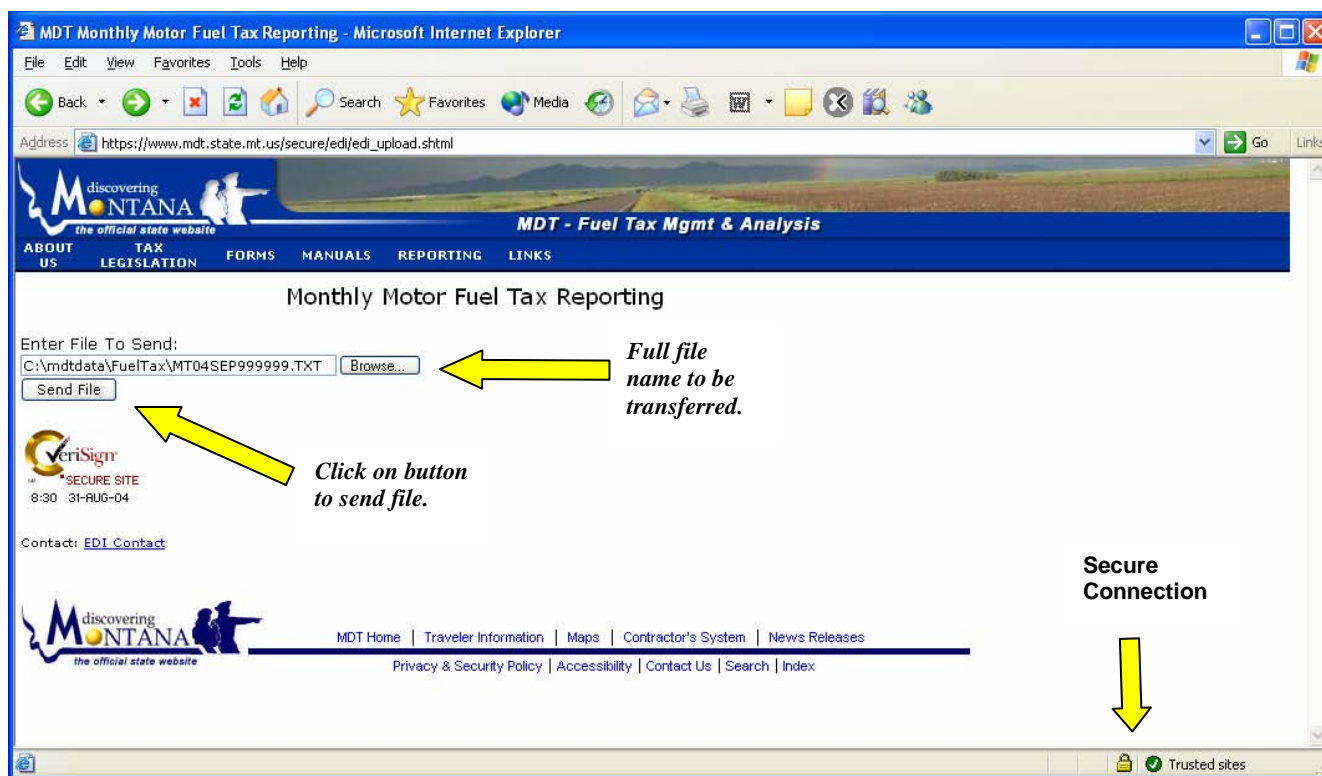 MDT Monthly Motor Fuel Tax Reporting - Microsoft Internet Explorer
File Edit View Favorites Tools Help
Back Search Favorites Media
Address https://www.mdt.state.mt.us/secure/edi/edi_upload.shtml Go Links
discovering
MONTANA
the official state website
MDT - Fuel Tax Mgmt & Analysis
ABOUT US TAX LEGISLATION FORMS MANUALS REPORTING LINKS
Monthly Motor Fuel Tax Reporting
Enter File To Send:
C:\mdtdata\FuelTax\MT04SEP999999.TXT Browse...
Send File
Full file
name to be
transferred.
VeriSign
SECURE SITE
8:30 31-AUG-04
Click on button
to send file.
Contact: EDI Contact
Secure
Connection
discovering
MONTANA
the official state website
MDT Home | Traveler Information | Maps | Contractor's System | News Releases
Privacy & Security Policy | Accessibility | Contact Us | Search | Index
Trusted sites